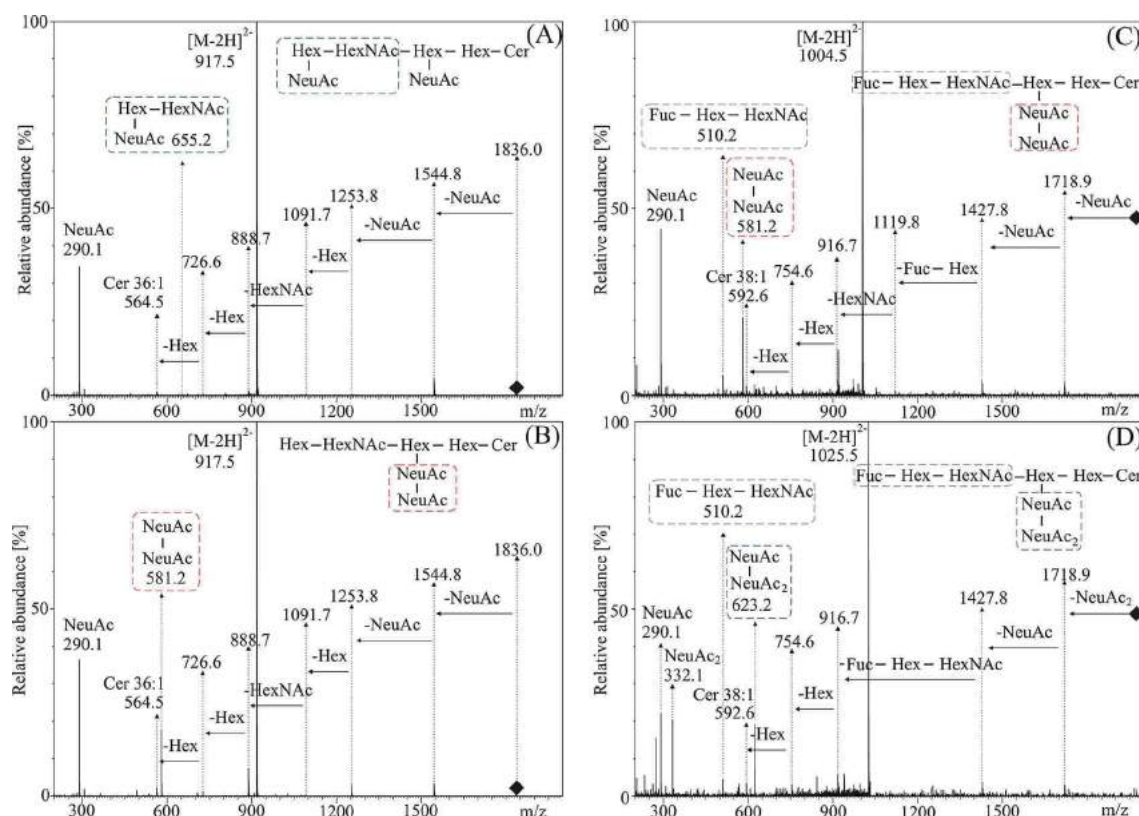 (A)
100
[M-2H]2-
917.5
Hex–HexNAc–Hex–Hex–Cer
NeuAc NeuAc
Hex–HexNAc
NeuAc 655.2
1836.0
1544.8
-NeuAc
1253.8
-NeuAc
1091.7
50
NeuAc
290.1
888.7
-Hex
726.6
-HexNAc
Cer 36:1
564.5
-Hex
-Hex
Relative abundance [%]
0
300 600 900 1200 1500 m/z
(B)
100
[M-2H]2-
917.5
Hex–HexNAc–Hex–Hex–Cer
NeuAc
NeuAc
NeuAc
NeuAc
581.2
1836.0
1544.8
-NeuAc
1253.8
-NeuAc
1091.7
50
NeuAc
290.1
888.7
-Hex
726.6
-HexNAc
Cer 36:1
564.5
-Hex
-Hex
Relative abundance [%]
0
300 600 900 1200 1500 m/z
(C)
100
[M-2H]2-
1004.5
Fuc–Hex–HexNAc–Hex–Hex–Cer
NeuAc
NeuAc
Fuc–Hex–HexNAc
510.2
NeuAc
NeuAc
581.2
1718.9
-NeuAc
1427.8
-NeuAc
1119.8
50
NeuAc
290.1
916.7
-Fuc–Hex
754.6
-HexNAc
Cer 38:1
592.6
-Hex
-Hex
Relative abundance [%]
0
300 600 900 1200 1500 m/z
(D)
100
[M-2H]2-
1025.5
Fuc–Hex–HexNAc–Hex–Hex–Cer
NeuAc
NeuAc2
Fuc–Hex–HexNAc
510.2
NeuAc
NeuAc2
623.2
1718.9
-NeuAc2
1427.8
-NeuAc
50
NeuAc
290.1
NeuAc2
332.1
916.7
754.6
-Fuc–Hex–HexNAc
Cer 38:1
592.6
-Hex
-Hex
Relative abundance [%]
0
300 600 900 1200 1500 m/z